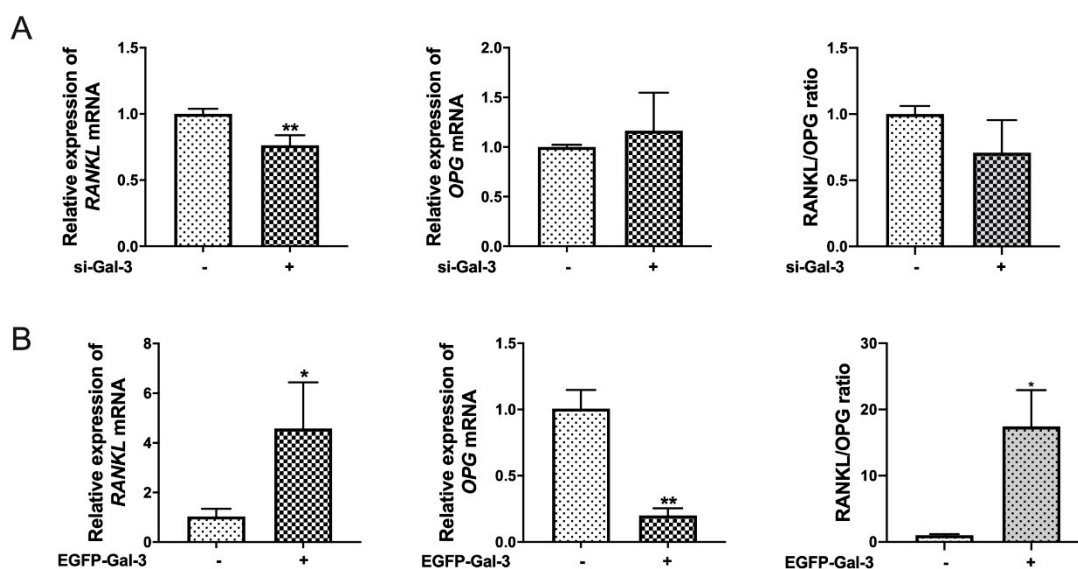 A
Relative expression of
RANKL mRNA
1.5
1.0
0.5
0.0
**
si-Gal-3
-
+
Relative expression of
OPG mRNA
2.0
1.5
1.0
0.5
0.0
si-Gal-3
-
+
RANKL/OPG ratio
1.5
1.0
0.5
0.0
si-Gal-3
-
+
B
Relative expression of
RANKL mRNA
8
6
4
2
0
*
EGFP-Gal-3
-
+
Relative expression of
OPG mRNA
1.5
1.0
0.5
0.0
**
EGFP-Gal-3
-
+
RANKL/OPG ratio
30
20
10
0
*
EGFP-Gal-3
-
+